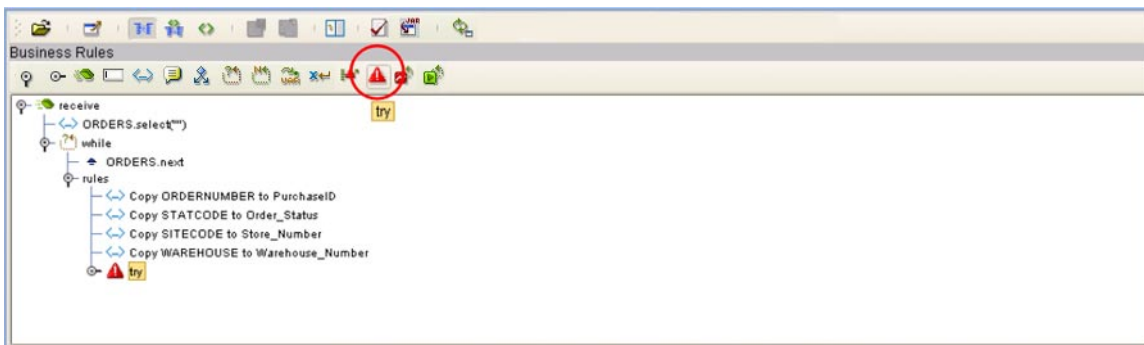 Business Rules
try
receive
ORDERS.select("")
while
ORDERS.next
rules
Copy ORDERNUMBER to PurchaseID
Copy STATCODE to Order_Status
Copy SITECODE to Store_Number
Copy WAREHOUSE to Warehouse_Number
try